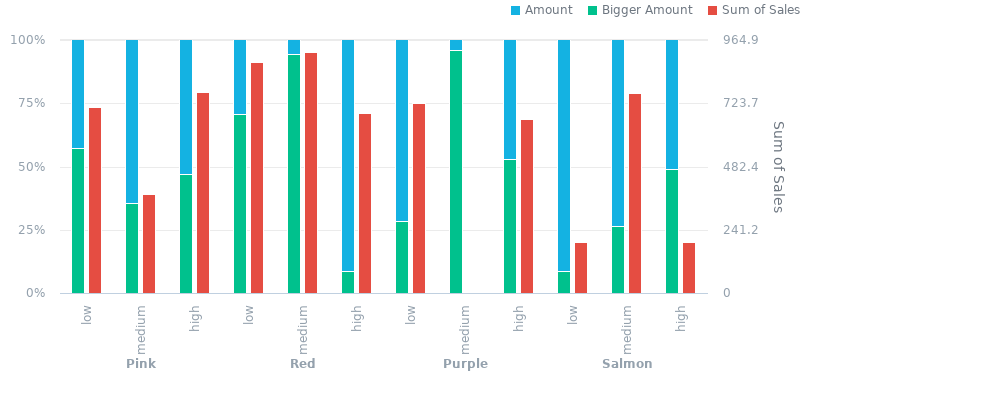 Amount Bigger Amount Sum of Sales
100% 964.9
75% 723.7
50% 482.4
25% 241.2
0% 0
Sum of Sales
low medium high low medium high low medium high low medium high
Pink Red Purple Salmon